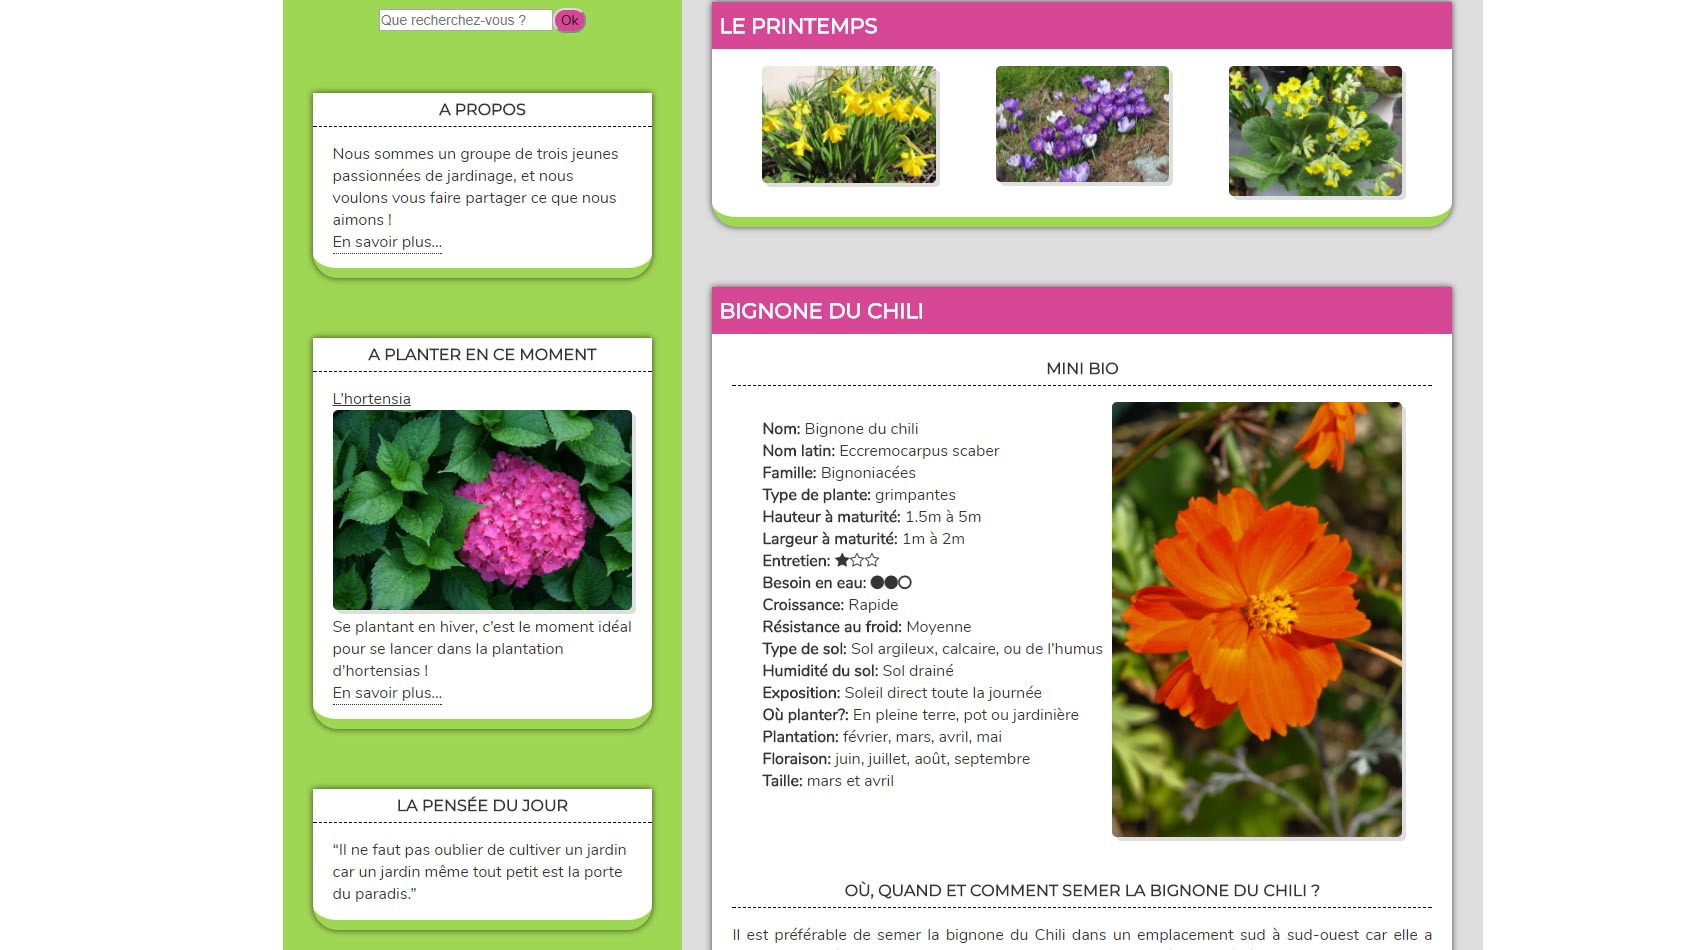 Que recherchez-vous ?
Ok
A PROPOS
Nous sommes un groupe de trois jeunes
passionnées de jardinage, et nous
voulons vous faire partager ce que nous
aimons !
En savoir plus...
A PLANTER EN CE MOMENT
L'hortensia
Se plantant en hiver, c'est le moment idéal
pour se lancer dans la plantation
d'hortensias !
En savoir plus...
LA PENSÉE DU JOUR
“Il ne faut pas oublier de cultiver un jardin
car un jardin même tout petit est la porte
du paradis.”
LE PRINTEMPS
BIGNONE DU CHILI
MINI BIO
Nom: Bignone du chili
Nom latin: Eccremocarpus scaber
Famille: Bignoniacées
Type de plante: grimpantes
Hauteur à maturité: 1.5m à 5m
Largeur à maturité: 1m à 2m
Entretien: ★☆☆
Besoin en eau: ●●○
Croissance: Rapide
Résistance au froid: Moyenne
Type de sol: Sol argileux, calcaire, ou de l'humus
Humidité du sol: Sol drainé
Exposition: Soleil direct toute la journée
Où planter?: En pleine terre, pot ou jardinière
Plantation: février, mars, avril, mai
Floraison: juin, juillet, août, septembre
Taille: mars et avril
OÙ, QUAND ET COMMENT SEMER LA BIGNONE DU CHILI ?
Il est préférable de semer la bignone du Chili dans un emplacement sud à sud-ouest car elle a